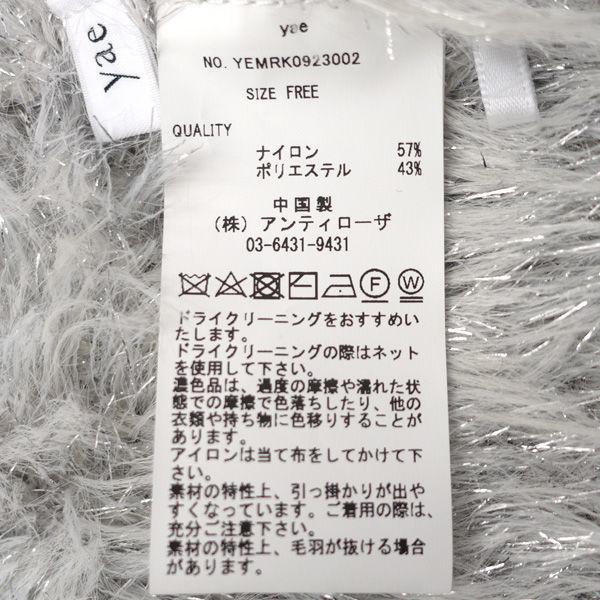 yae
yae
NO. YEMRK0923002
SIZE FREE
QUALITY
ナイロン 57%
ポリエステル 43%
中国製
(株) アンティローザ
03-6431-9431
F W
ドライクリーニングをおすすめい
たします。
ドライクリーニングの際はネット
を使用して下さい。
濃色品は、過度の摩擦や濡れた状
態での摩擦で色落ちしたり、他の
衣類や持ち物に色移りすることが
あります。
アイロンは当て布をしてかけて下
さい。
素材の特性上、引っ掛かりが出や
すくなっています。ご着用の際は、
充分ご注意下さい。
素材の特性上、毛羽が抜ける場合
があります。